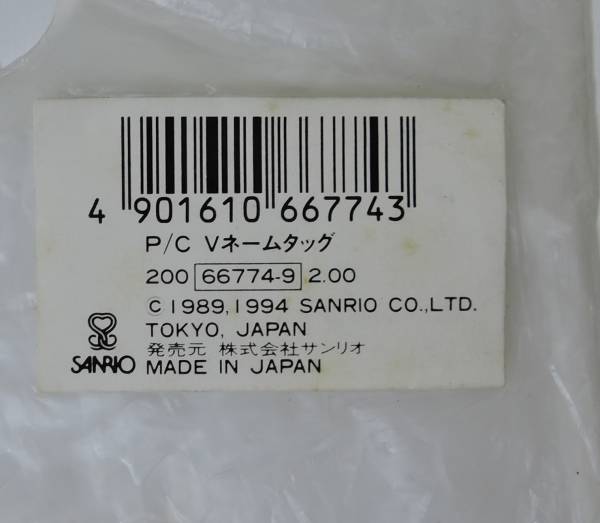 4 901610 667743
P/C Vネームタッグ
200 66774-9 2.00
© 1989, 1994 SANRIO CO., LTD.
TOKYO, JAPAN
発売元 株式会社サンリオ
SANRIO MADE IN JAPAN